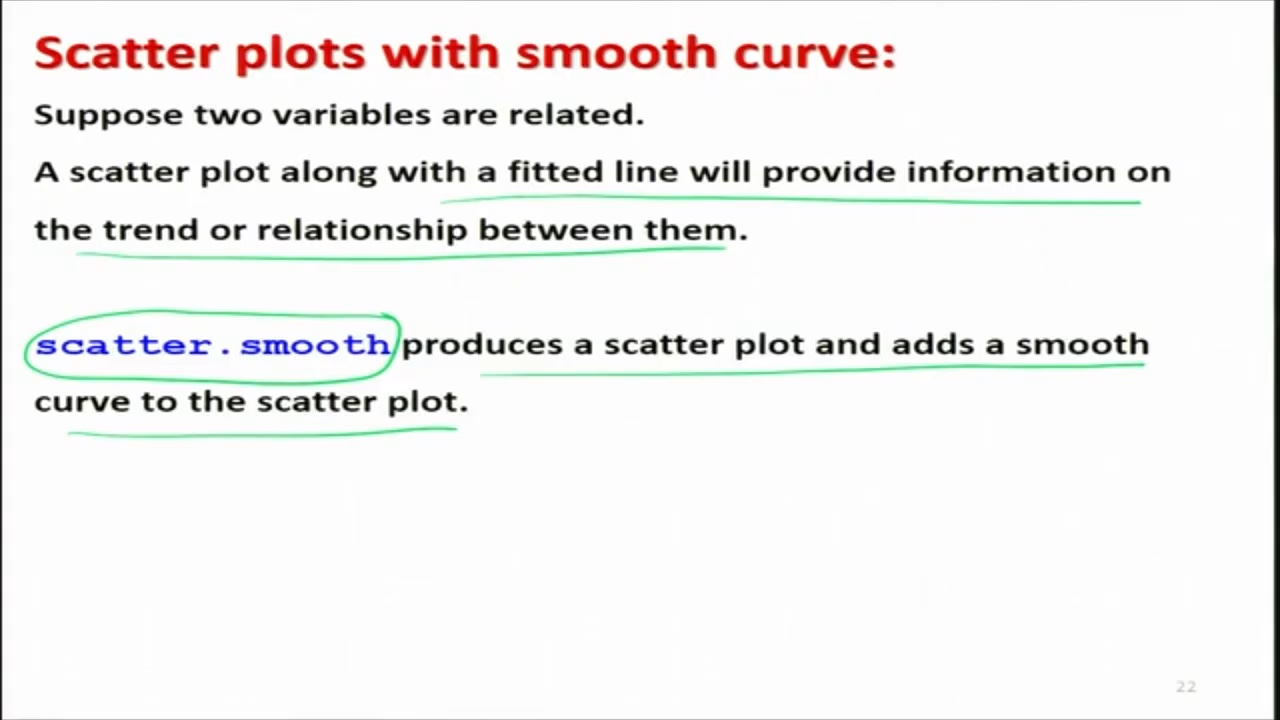 Scatter plots with smooth curve:
Suppose two variables are related.
A scatter plot along with a fitted line will provide information on
the trend or relationship between them.
scatter.smooth produces a scatter plot and adds a smooth
curve to the scatter plot.
22